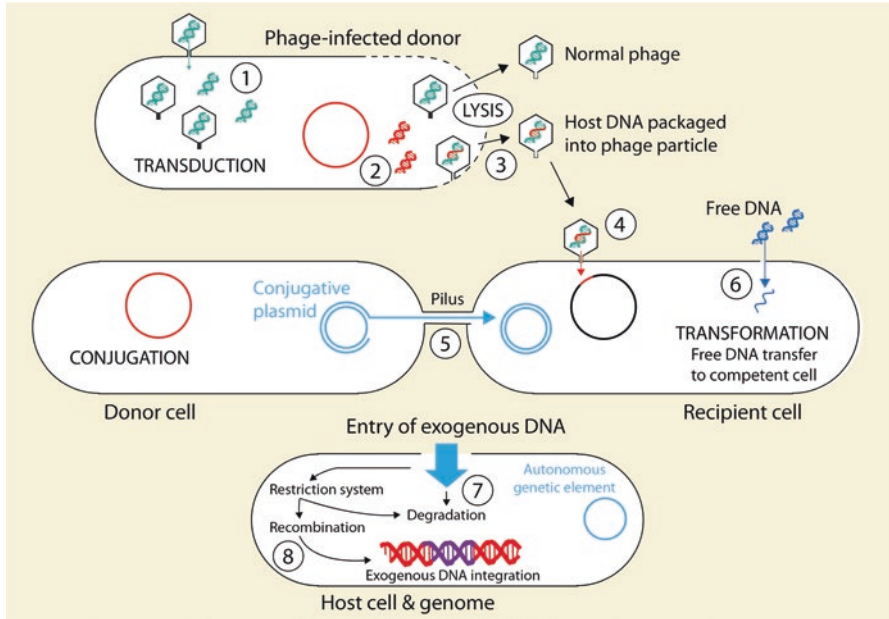 Phage-infected donor
Normal phage
1
LYSIS
Host DNA packaged
into phage particle
TRANSDUCTION
2
3
4
Free DNA
6
Conjugative
plasmid
Pilus
5
CONJUGATION
TRANSFORMATION
Free DNA transfer
to competent cell
Donor cell
Recipient cell
Entry of exogenous DNA
Restriction system
7
Autonomous
genetic element
Degradation
Recombination
8
Exogenous DNA integration
Host cell & genome